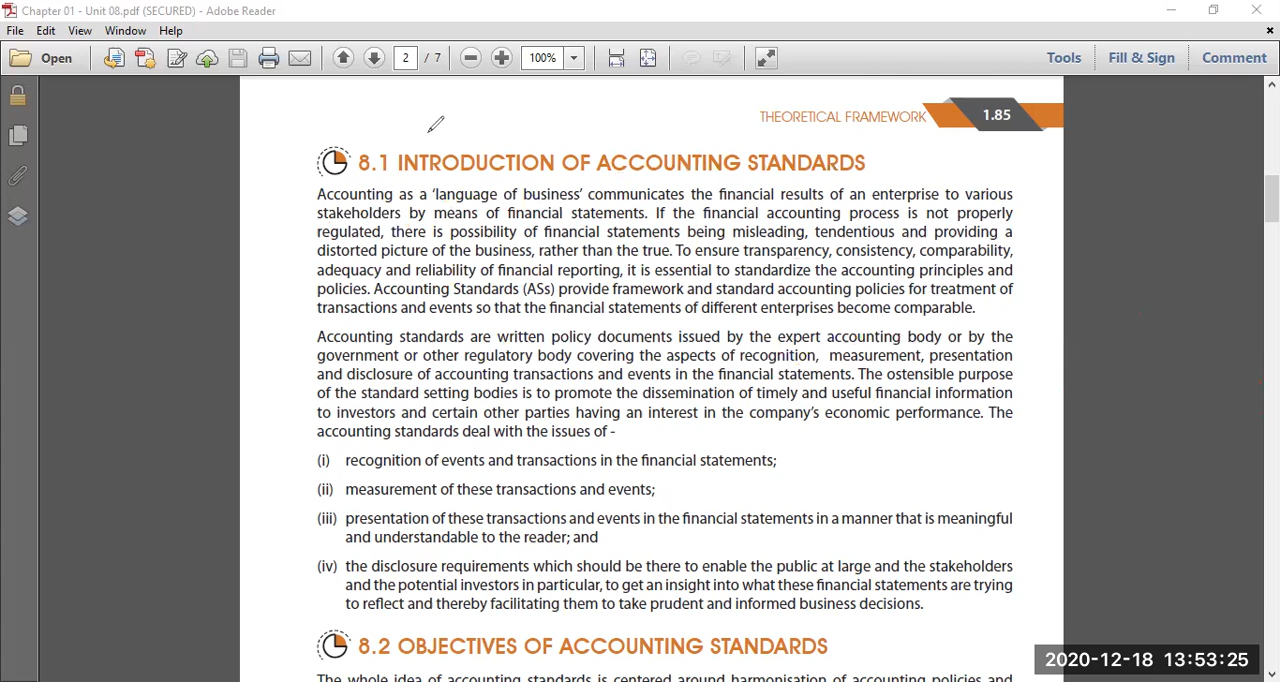 Chapter 01 - Unit 08.pdf (SECURED) - Adobe Reader
File Edit View Window Help
Open 2 / 7 100% Tools Fill & Sign Comment
THEORETICAL FRAMEWORK 1.85
8.1 INTRODUCTION OF ACCOUNTING STANDARDS
Accounting as a ‘language of business’ communicates the financial results of an enterprise to various
stakeholders by means of financial statements. If the financial accounting process is not properly
regulated, there is possibility of financial statements being misleading, tendentious and providing a
distorted picture of the business, rather than the true. To ensure transparency, consistency, comparability,
adequacy and reliability of financial reporting, it is essential to standardize the accounting principles and
policies. Accounting Standards (ASs) provide framework and standard accounting policies for treatment of
transactions and events so that the financial statements of different enterprises become comparable.
Accounting standards are written policy documents issued by the expert accounting body or by the
government or other regulatory body covering the aspects of recognition, measurement, presentation
and disclosure of accounting transactions and events in the financial statements. The ostensible purpose
of the standard setting bodies is to promote the dissemination of timely and useful financial information
to investors and certain other parties having an interest in the company’s economic performance. The
accounting standards deal with the issues of -
(i) recognition of events and transactions in the financial statements;
(ii) measurement of these transactions and events;
(iii) presentation of these transactions and events in the financial statements in a manner that is meaningful
and understandable to the reader; and
(iv) the disclosure requirements which should be there to enable the public at large and the stakeholders
and the potential investors in particular, to get an insight into what these financial statements are trying
to reflect and thereby facilitating them to take prudent and informed business decisions.
8.2 OBJECTIVES OF ACCOUNTING STANDARDS
2020-12-18 13:53:25
The whole idea of accounting standards is centered around harmonisation of accounting policies and